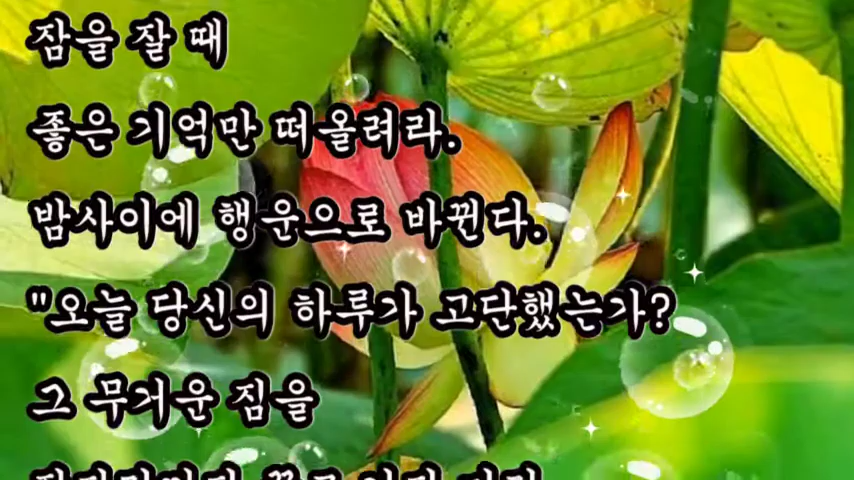 잠을 잘 때
좋은 기억만 떠올려라.
밤사이에 행운으로 바뀐다.
"오늘 당신의 하루가 고단했는가?
그 무거운 짐을